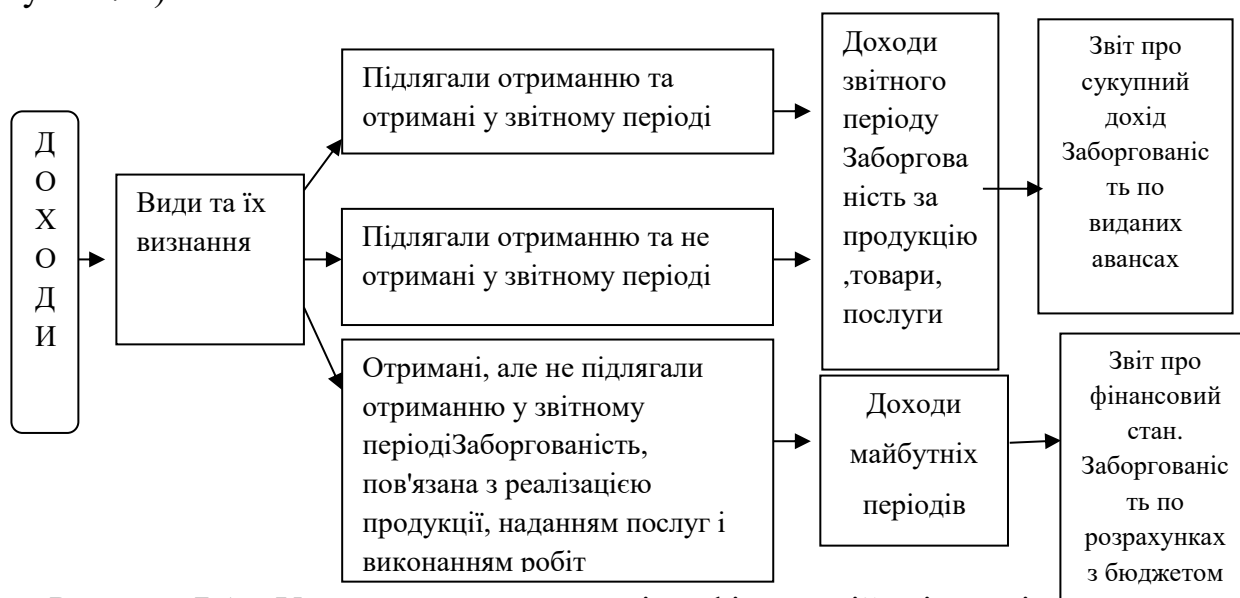 Д
О
Х
О
Д
И
Види та їх
визнання
Підлягали отриманню та
отримані у звітному періоді
Підлягали отриманню та не
отримані у звітному періоді
Отримані, але не підлягали
отриманню у звітному
періодіЗаборгованість,
пов'язана з реалізацією
продукції, наданням послуг і
виконанням робіт
Доходи
звітного
періоду
Заборгова
ність за
продукцію
,товари,
послуги
Доходи
майбутніх
періодів
Звіт про
сукупний
дохід
Заборгованіс
ть по
виданих
авансах
Звіт про
фінансовий
стан.
Заборгованіс
ть по
розрахунках
з бюджетом